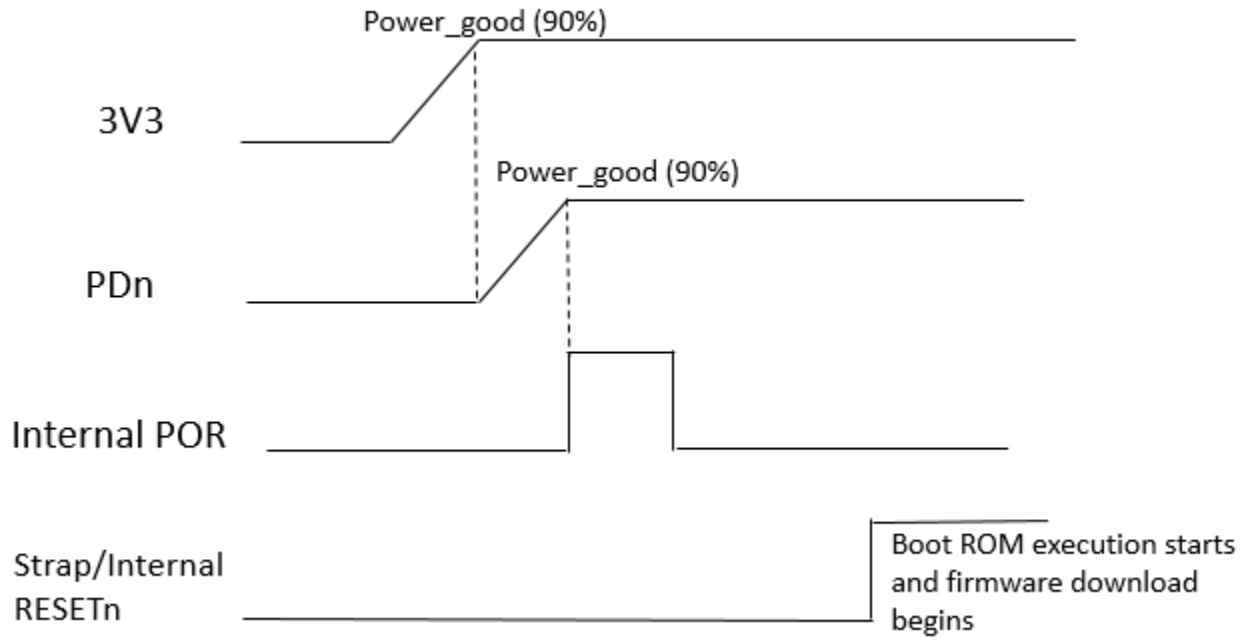 Power_good (90%)
3V3
Power_good (90%)
PDn
Internal POR
Strap/Internal
RESETn
Boot ROM execution starts
and firmware download
begins